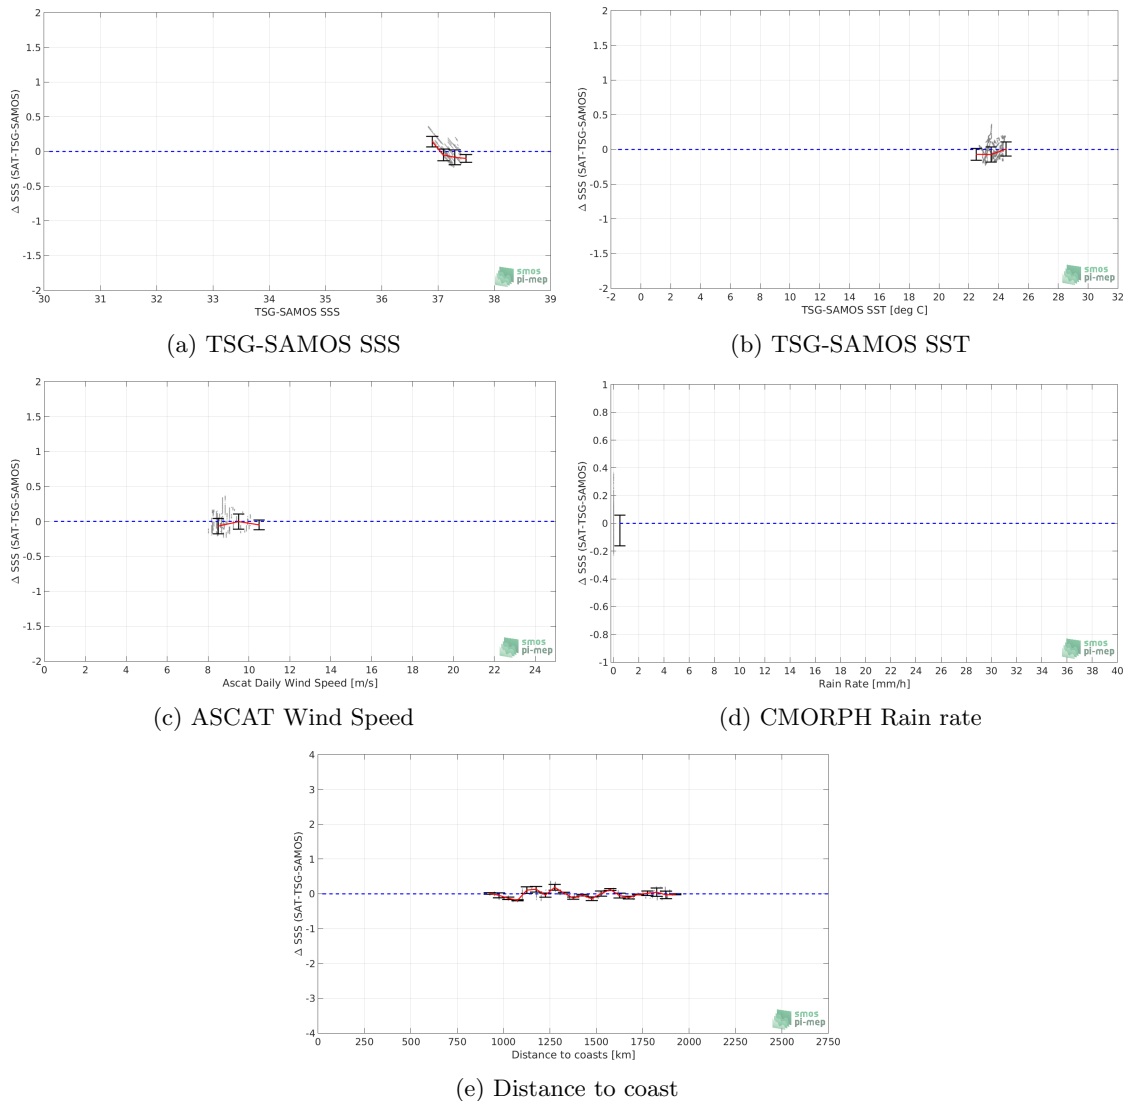 2
1.5
1
0.5
0
-0.5
-1
-1.5
-2
Δ SSS (SAT-TSG-SAMOS)
30 31 32 33 34 35 36 37 38 39
TSG-SAMOS SSS
smos
pi-mep
(a) TSG-SAMOS SSS
2
1.5
1
0.5
0
-0.5
-1
-1.5
-2
Δ SSS (SAT-TSG-SAMOS)
-2 0 2 4 6 8 10 12 14 16 18 20 22 24 26 28 30 32
TSG-SAMOS SST [deg C]
smos
pi-mep
(b) TSG-SAMOS SST
2
1.5
1
0.5
0
-0.5
-1
-1.5
-2
Δ SSS (SAT-TSG-SAMOS)
0 2 4 6 8 10 12 14 16 18 20 22 24
Ascat Daily Wind Speed [m/s]
smos
pi-mep
(c) ASCAT Wind Speed
1
0.8
0.6
0.4
0.2
0
-0.2
-0.4
-0.6
-0.8
-1
Δ SSS (SAT-TSG-SAMOS)
0 2 4 6 8 10 12 14 16 18 20 22 24 26 28 30 32 34 36 38 40
Rain Rate [mm/h]
smos
pi-mep
(d) CMORPH Rain rate
4
3
2
1
0
-1
-2
-3
-4
Δ SSS (SAT-TSG-SAMOS)
0 250 500 750 1000 1250 1500 1750 2000 2250 2500 2750
Distance to coasts [km]
smos
pi-mep
(e) Distance to coast